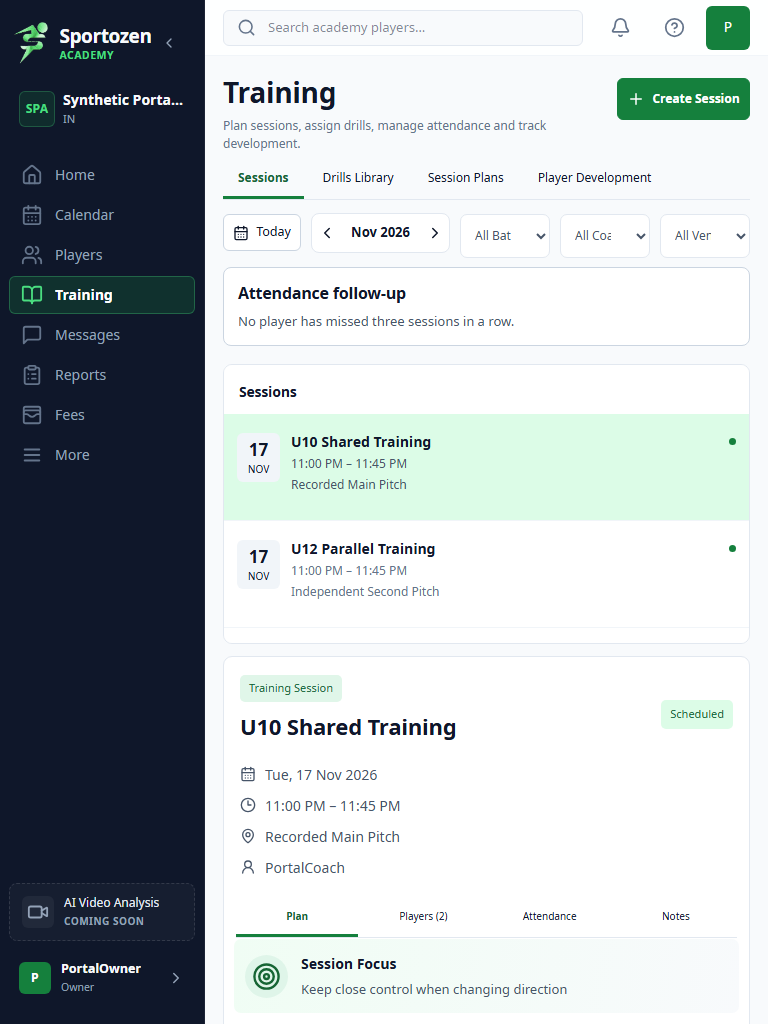 Sportozen
ACADEMY
SPA
Synthetic Porta...
IN
Home
Calendar
Players
Training
Messages
Reports
Fees
More
AI Video Analysis
COMING SOON
P
PortalOwner
Owner
Search academy players...
P
Training
Plan sessions, assign drills, manage attendance and track
development.
Create Session
Sessions
Drills Library
Session Plans
Player Development
Today
Nov 2026
All Bat
All Coa
All Ver
Attendance follow-up
No player has missed three sessions in a row.
Sessions
17
NOV
U10 Shared Training
11:00 PM – 11:45 PM
Recorded Main Pitch
17
NOV
U12 Parallel Training
11:00 PM – 11:45 PM
Independent Second Pitch
Training Session
U10 Shared Training
Scheduled
Tue, 17 Nov 2026
11:00 PM – 11:45 PM
Recorded Main Pitch
PortalCoach
Plan
Players (2)
Attendance
Notes
Session Focus
Keep close control when changing direction